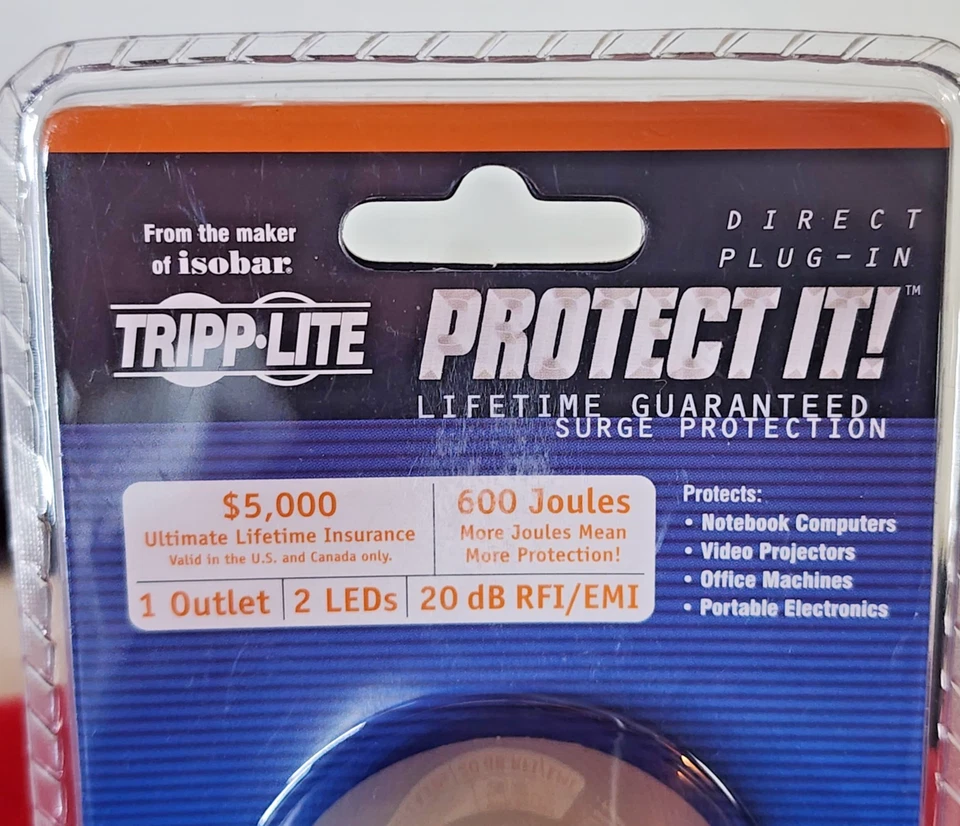 From the maker
of isobar®
TRIPP·LITE
DIRECT
PLUG-IN
PROTECT IT!™
LIFETIME GUARANTEED
SURGE PROTECTION
$5,000
Ultimate Lifetime Insurance
Valid in the U.S. and Canada only.
600 Joules
More Joules Mean
More Protection!
1 Outlet
2 LEDs
20 dB RFI/EMI
Protects:
• Notebook Computers
• Video Projectors
• Office Machines
• Portable Electronics